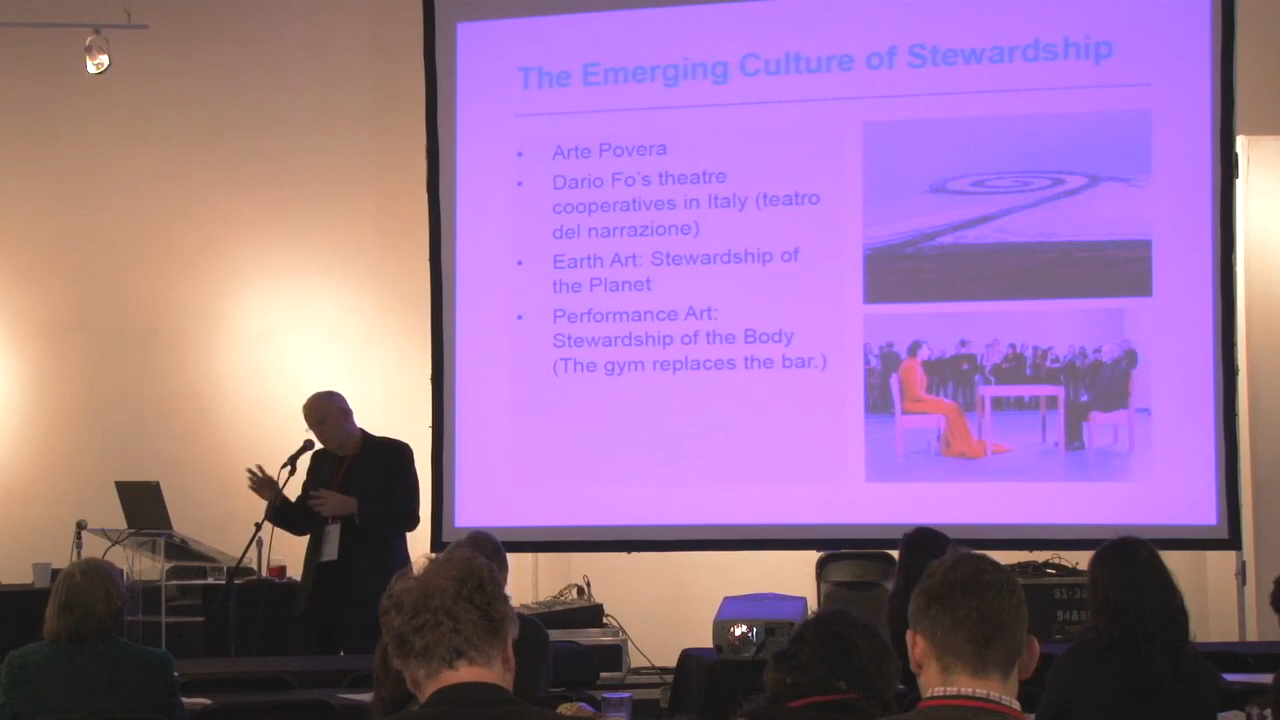 The Emerging Culture of Stewardship
• Arte Povera
• Dario Fo's theatre
cooperatives in Italy (teatro
del narrazione)
• Earth Art: Stewardship of
the Planet
• Performance Art:
Stewardship of the Body
(The gym replaces the bar.)